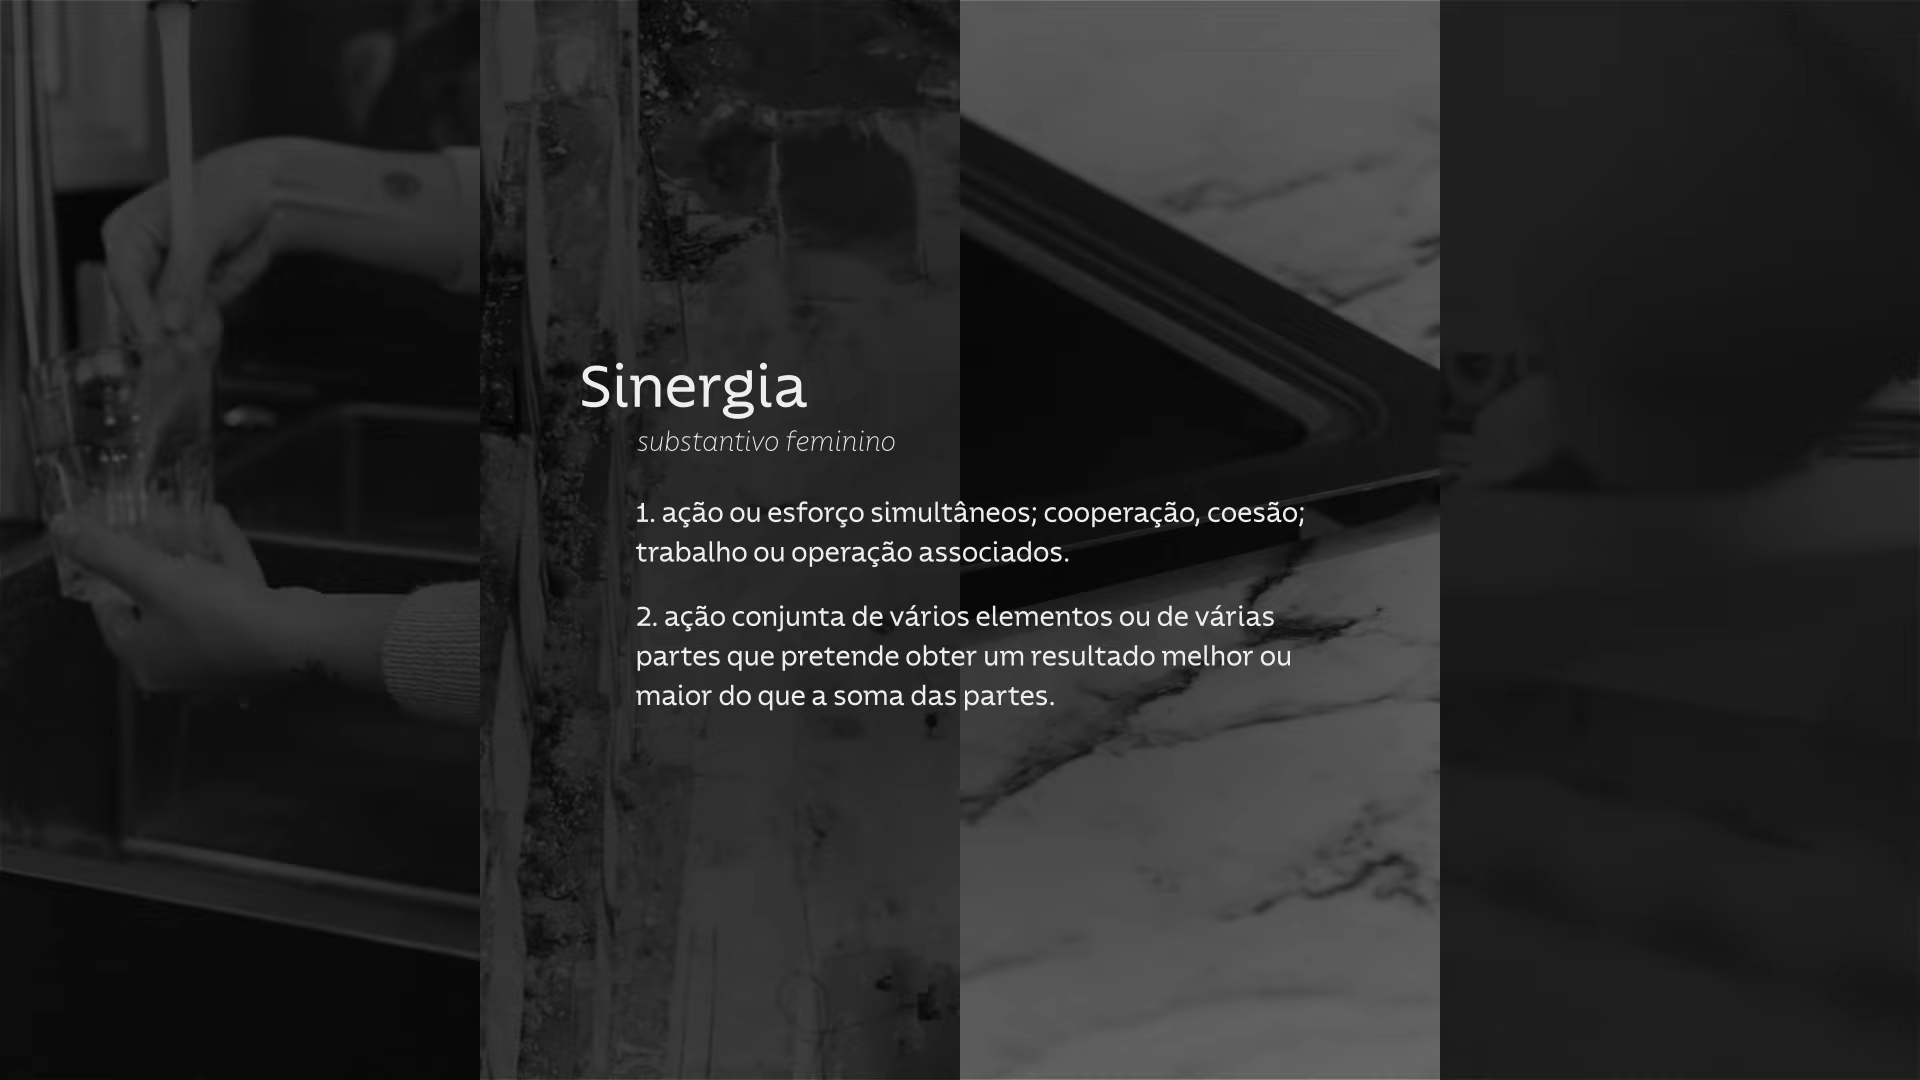 Sinergia
substantivo feminino
1. ação ou esforço simultâneos; cooperação, coesão;
trabalho ou operação associados.
2. ação conjunta de vários elementos ou de várias
partes que pretende obter um resultado melhor ou
maior do que a soma das partes.